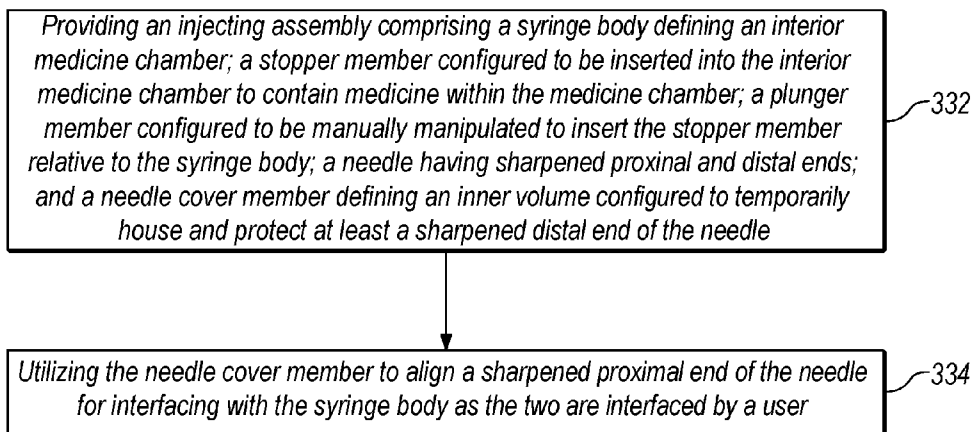 Providing an injecting assembly comprising a syringe body defining an interior
medicine chamber; a stopper member configured to be inserted into the interior
medicine chamber to contain medicine within the medicine chamber; a plunger
member configured to be manually manipulated to insert the stopper member
relative to the syringe body; a needle having sharpened proxinal and distal ends;
and a needle cover member defining an inner volume configured to temporarily
house and protect at least a sharpened distal end of the needle
332
Utilizing the needle cover member to align a sharpened proximal end of the needle
for interfacing with the syringe body as the two are interfaced by a user
334